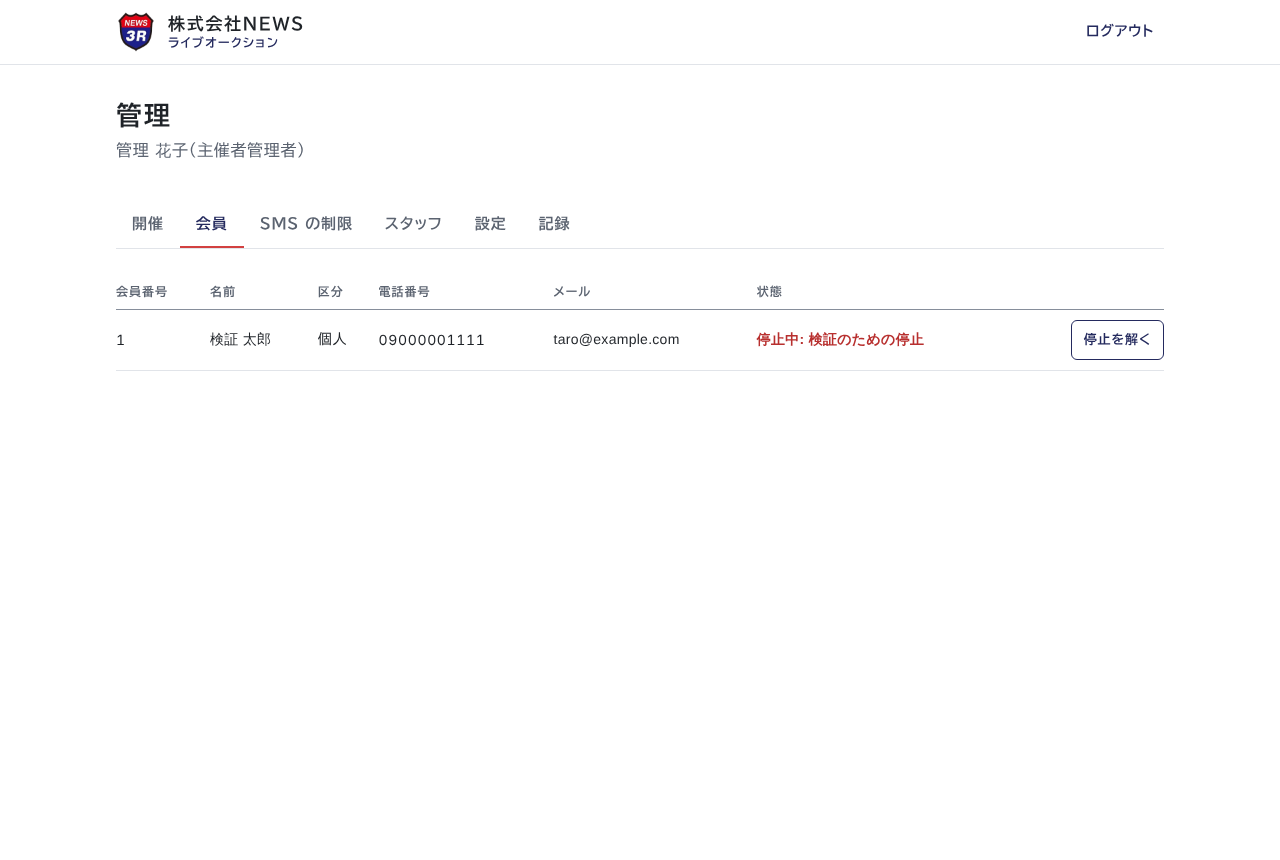 NEWS
3R
株式会社NEWS
ライブオークション
ログアウト
管理
管理 花子(主催者管理者)
開催 会員 SMS の制限 スタッフ 設定 記録
会員番号 名前 区分 電話番号 メール 状態
1 検証 太郎 個人 09000001111 taro@example.com 停止中: 検証のための停止 停止を解く